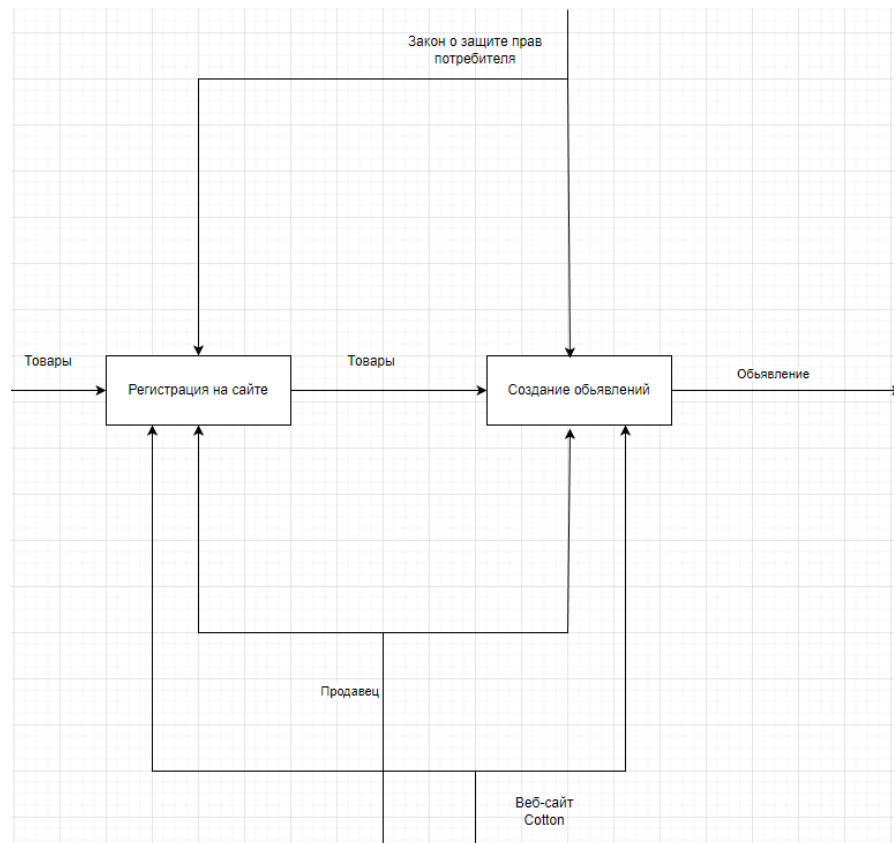 Закон о защите прав
потребителя
Товары
Регистрация на сайте
Товары
Создание обьявлений
Обьявление
Продавец
Веб-сайт
Cotton